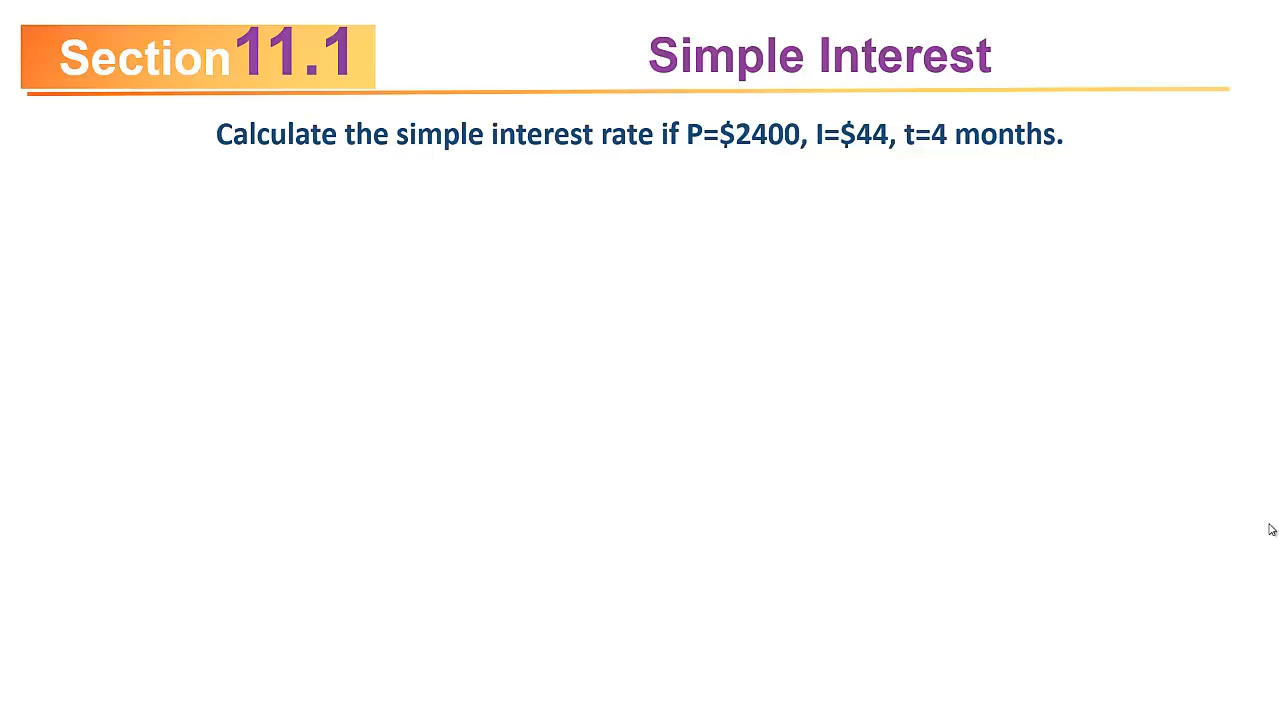 Section 11.1
Simple Interest
Calculate the simple interest rate if P=$2400, I=$44, t=4 months.